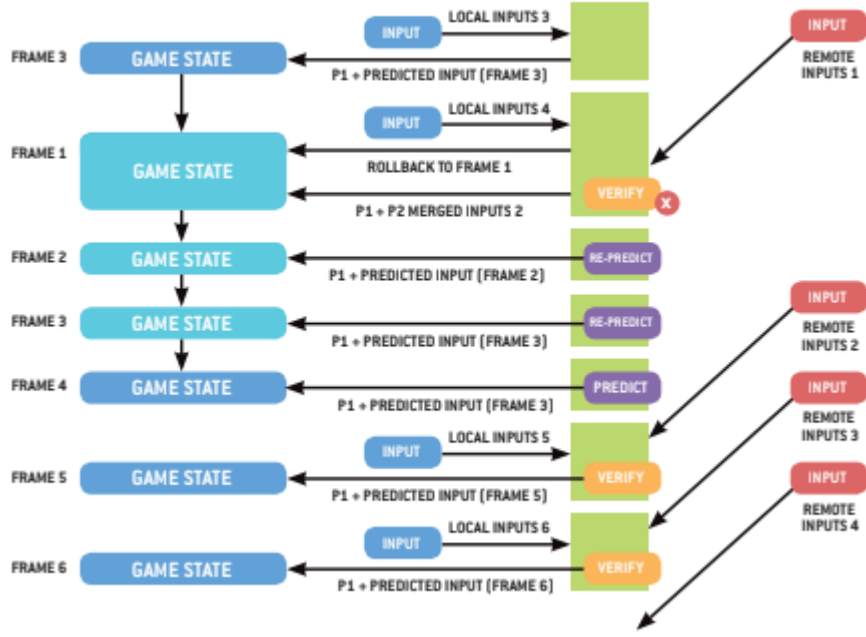 LOCAL INPUTS 3
INPUT
INPUT
FRAME 3
GAME STATE
REMOTE
INPUTS 1
P1 + PREDICTED INPUT (FRAME 3)
LOCAL INPUTS 4
INPUT
FRAME 1
GAME STATE
ROLLBACK TO FRAME 1
VERIFY
X
P1 + P2 MERGED INPUTS 2
FRAME 2
GAME STATE
RE-PREDICT
P1 + PREDICTED INPUT (FRAME 2)
INPUT
FRAME 3
GAME STATE
RE-PREDICT
REMOTE
INPUTS 2
P1 + PREDICTED INPUT (FRAME 3)
FRAME 4
GAME STATE
PREDICT
INPUT
P1 + PREDICTED INPUT (FRAME 3)
REMOTE
INPUTS 3
LOCAL INPUTS 5
INPUT
FRAME 5
GAME STATE
VERIFY
INPUT
P1 + PREDICTED INPUT (FRAME 5)
REMOTE
INPUTS 4
LOCAL INPUTS 6
INPUT
FRAME 6
GAME STATE
VERIFY
P1 + PREDICTED INPUT (FRAME 6)